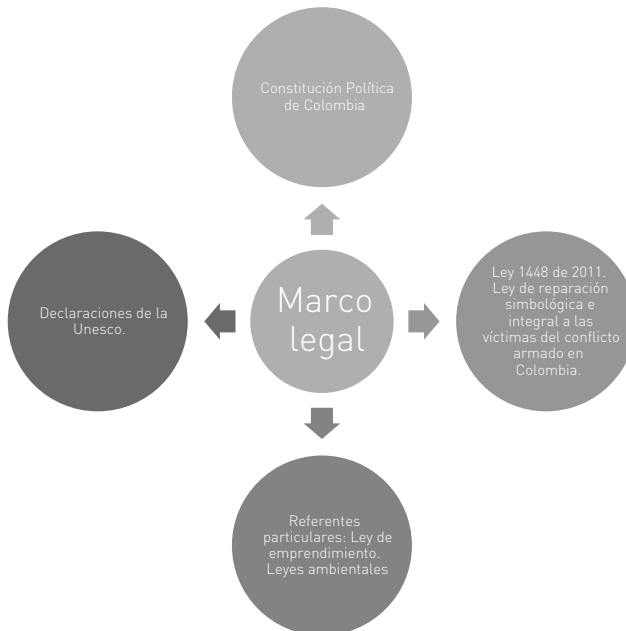 Constitución Política
de Colombia
Declaraciones de la
Unesco.
Marco
legal
Ley 1448 de 2011.
Ley de reparación
simbológica e
integral a las
víctimas del conflicto
armado en
Colombia.
Referentes
particulares: Ley de
emprendimiento.
Leyes ambientales